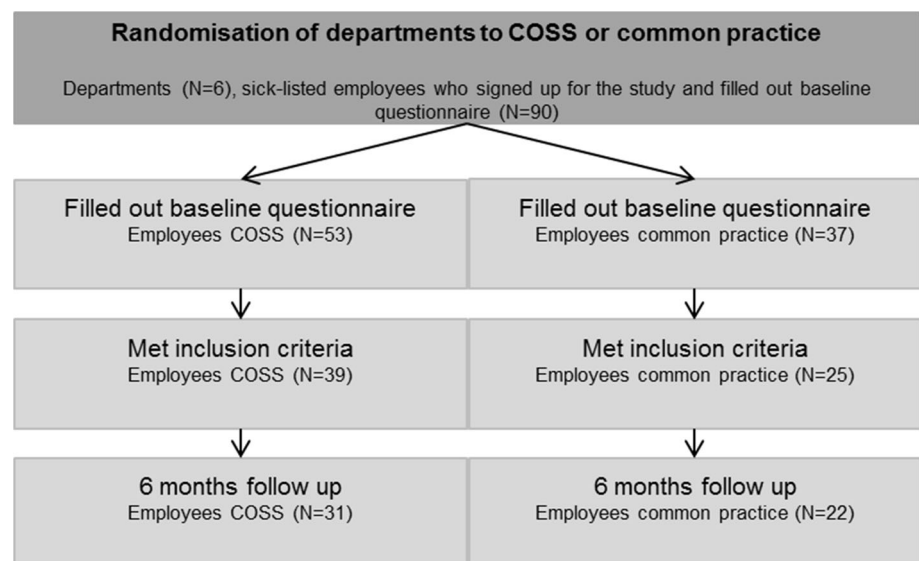 Randomisation of departments to COSS or common practice
Departments (N=6), sick-listed employees who signed up for the study and filled out baseline
questionnaire (N=90)
Filled out baseline questionnaire
Employees COSS (N=53)
Filled out baseline questionnaire
Employees common practice (N=37)
Met inclusion criteria
Employees COSS (N=39)
Met inclusion criteria
Employees common practice (N=25)
6 months follow up
Employees COSS (N=31)
6 months follow up
Employees common practice (N=22)